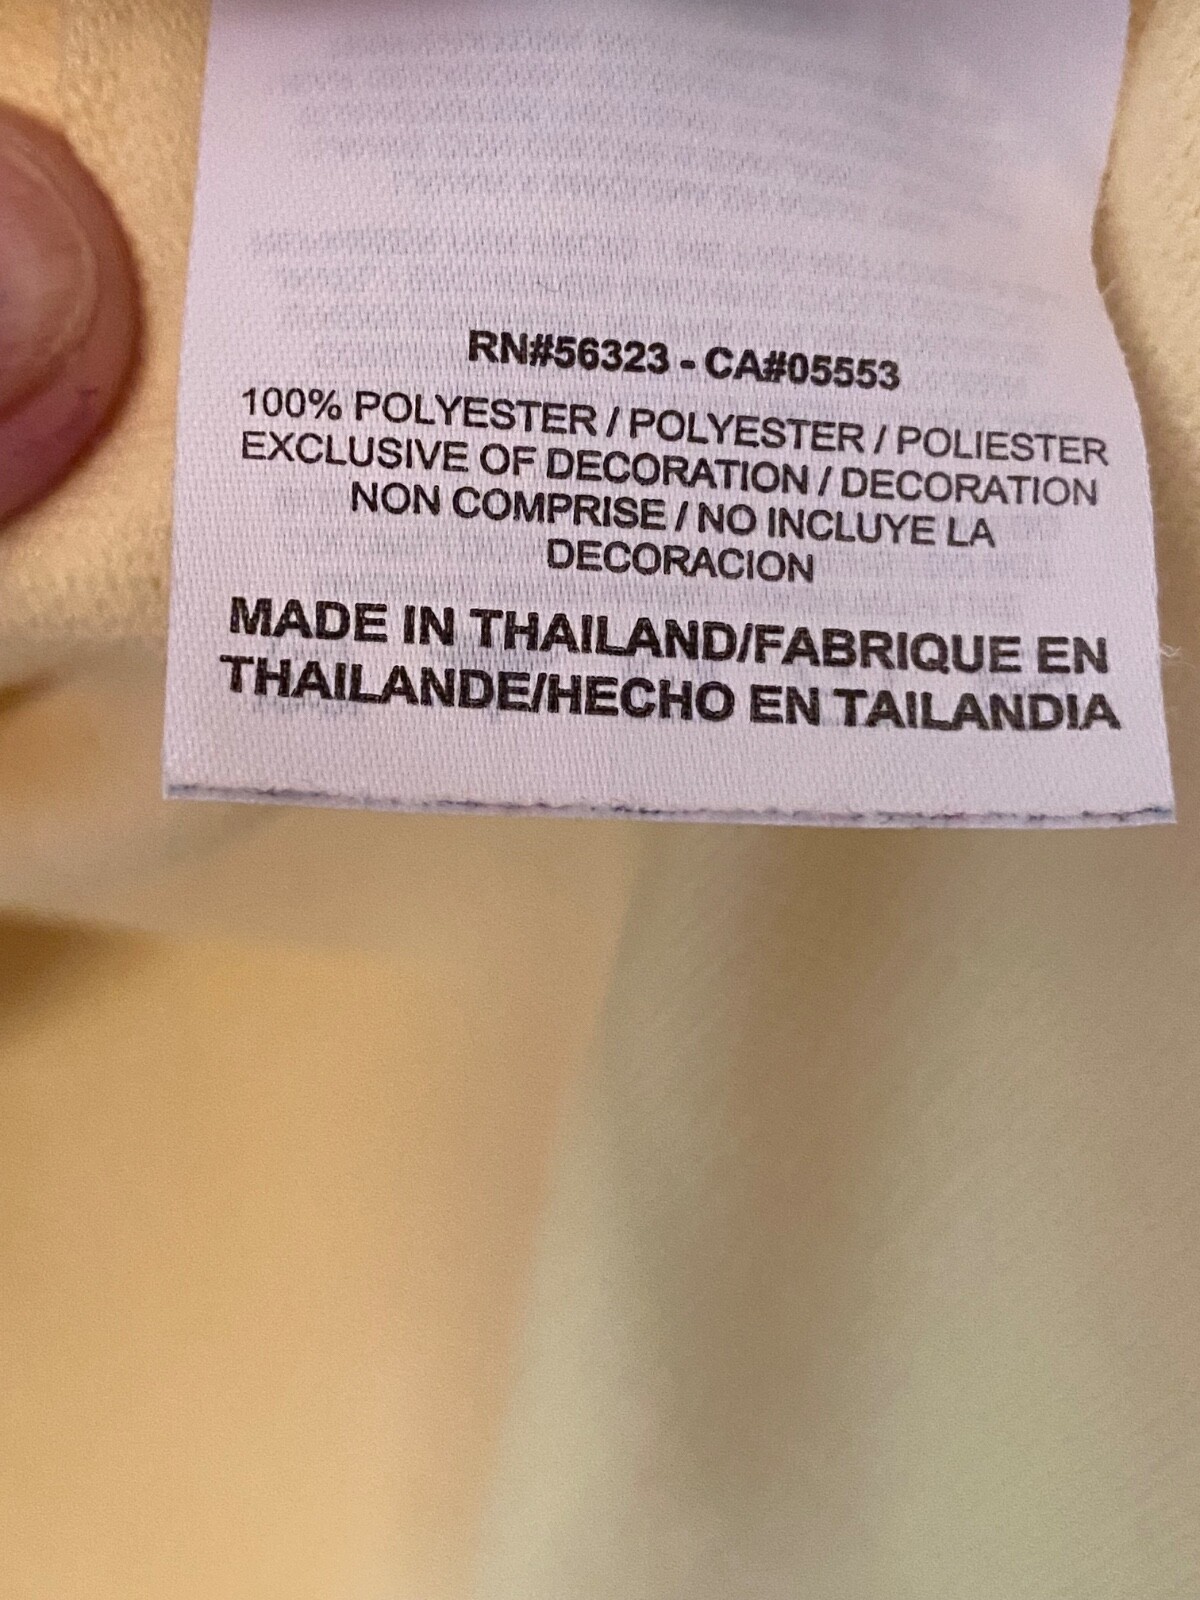 RN#56323 - CA#05553
100% POLYESTER / POLYESTER / POLIESTER
EXCLUSIVE OF DECORATION / DECORATION
NON COMPRISE / NO INCLUYE LA
DECORACION
MADE IN THAILAND/FABRIQUE EN
THAILANDE/HECHO EN TAILANDIA